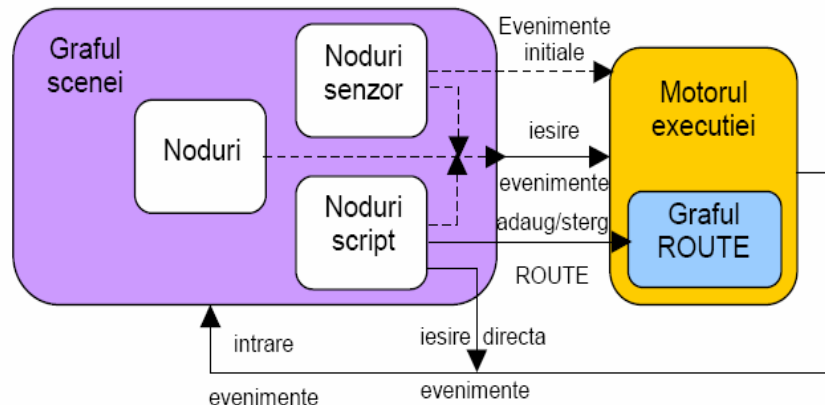 Graful
scenei
Noduri
senzor
Noduri
Noduri
script
Evenimente
initiale
iesire
evenimente
adaug/sterg
ROUTE
Motorul
executiei
Graful
ROUTE
intrare
evenimente
iesire directa
evenimente